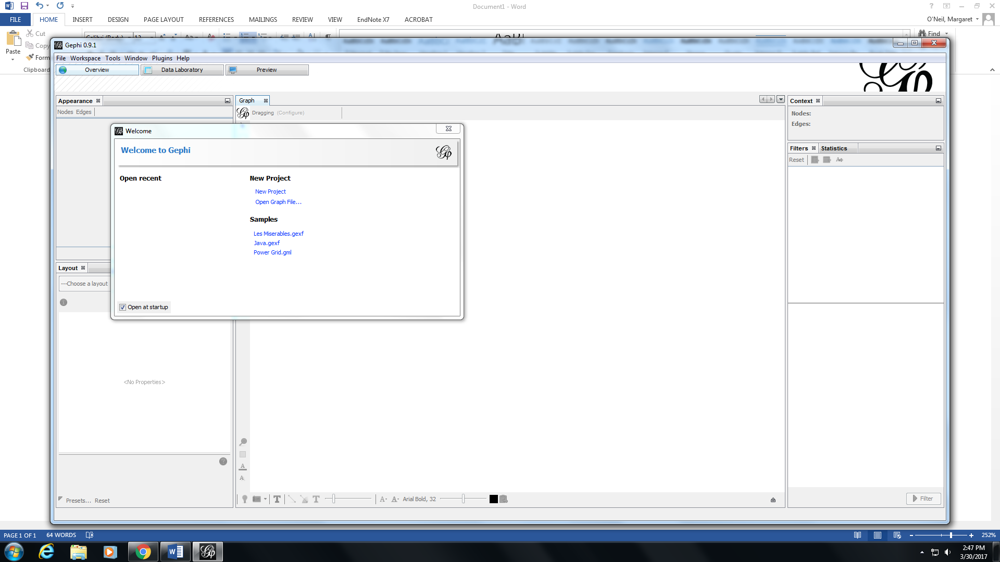 Document1 - Word
FILE HOME INSERT DESIGN PAGE LAYOUT REFERENCES MAILINGS REVIEW VIEW EndNote X7 ACROBAT
O'Neil, Margaret
Cut
Copy
Paste
Form
Clipboard
Find
Gephi 0.9.1
File Workspace Tools Window Plugins Help
Overview Data Laboratory Preview
Appearance
Nodes Edges
Graph
Dragging (Configure)
Context
Nodes:
Edges:
Filters Statistics
Reset
Welcome
Welcome to Gephi
Open recent
New Project
New Project
Open Graph File...
Samples
Les Miserables.gexf
Java.gexf
Power Grid.gml
Open at startup
Layout
---Choose a layout
<No Properties>
Presets... Reset
Arial Bold, 32
Filter
PAGE 1 OF 1 64 WORDS
252%
2:47 PM
3/30/2017